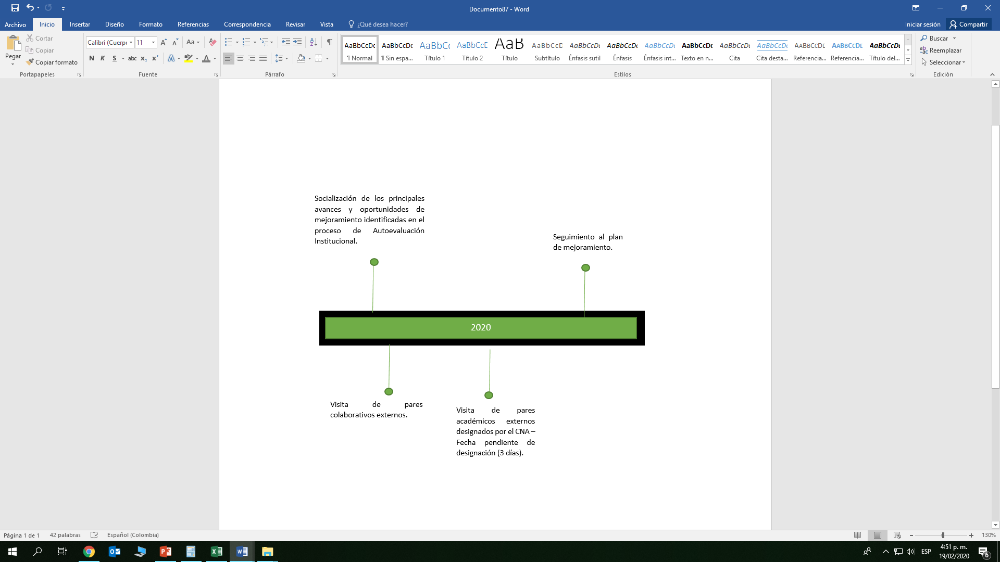 Documento87 - Word
Archivo Inicio Insertar Diseño Formato Referencias Correspondencia Revisar Vista ¿Qué desea hacer? Iniciar sesión Compartir
Pegar
Cortar
Copiar
Copiar formato
Portapapeles
Calibri (Cuerpo 11
N K S abc x₂ x²
Fuente
Párrafo
AaBbCcDc AaBbCcDc AaBbCc AaBbCcD AaB AaBbCcD AaBbCcDc AaBbCcDc AaBbCcDc AaBbCcDc AaBbCcDc AaBbCcDc AABBCCDD AABBCCDD AaBbCcDc
¶ Normal ¶ Sin espa... Título 1 Título 2 Título Subtítulo Énfasis sutil Énfasis Énfasis int... Texto en n... Cita Cita desta... Referencia... Referencia... Título del...
Estilos
Buscar
Reemplazar
Seleccionar
Edición
Socialización de los principales
avances y oportunidades de
mejoramiento identificadas en el
proceso de Autoevaluación
Institucional.
Seguimiento al plan
de mejoramiento.
2020
Visita de pares
colaborativos externos.
Visita de pares
académicos externos
designados por el CNA –
Fecha pendiente de
designación (3 días).
Página 1 de 1 42 palabras Español (Colombia) 130%
ESP
4:51 p. m.
19/02/2020
6